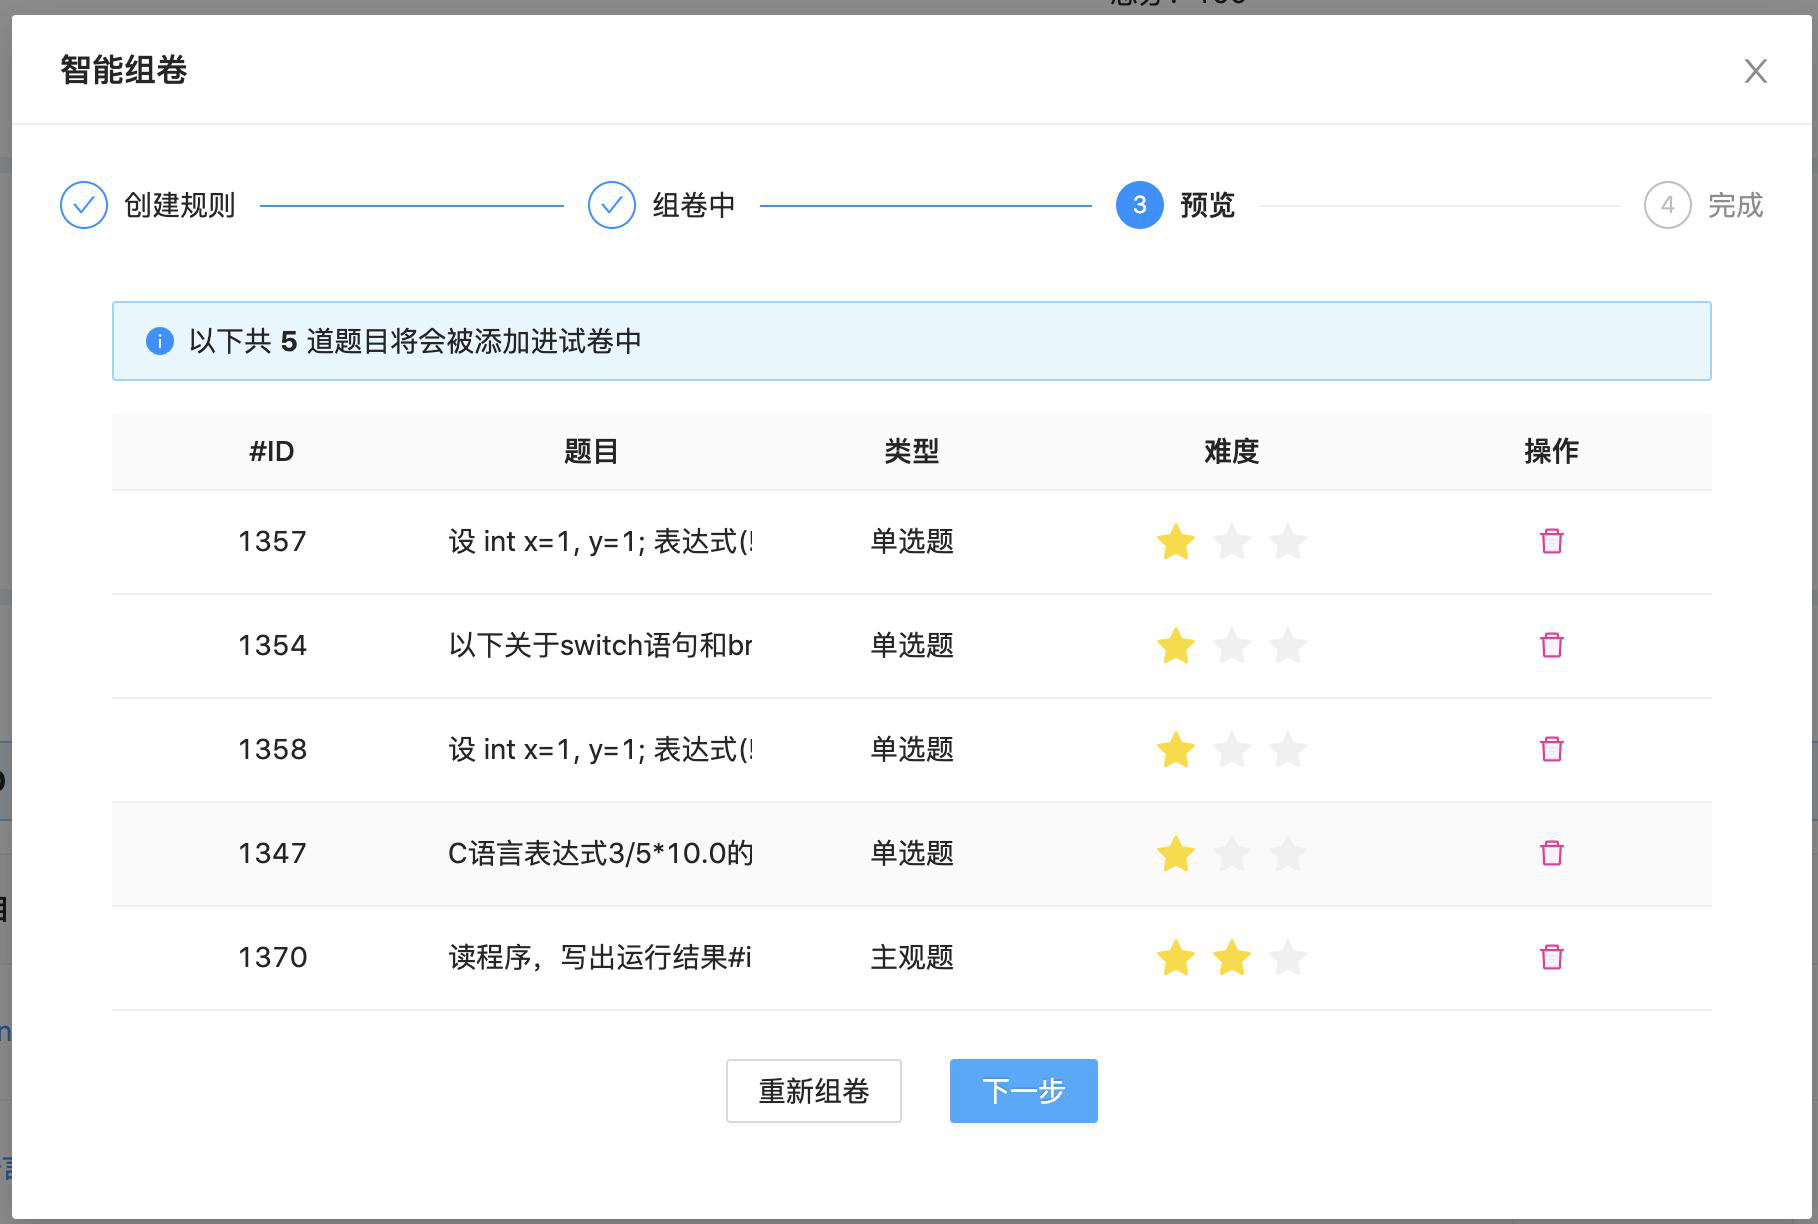 智能组卷
创建规则
组卷中
3 预览
4 完成
以下共 5 道题目将会被添加进试卷中
#ID 题目 类型 难度 操作
1357 设 int x=1, y=1; 表达式(! 单选题
1354 以下关于switch语句和br 单选题
1358 设 int x=1, y=1; 表达式(! 单选题
1347 C语言表达式3/5*10.0的 单选题
1370 读程序，写出运行结果#i 主观题
重新组卷 下一步